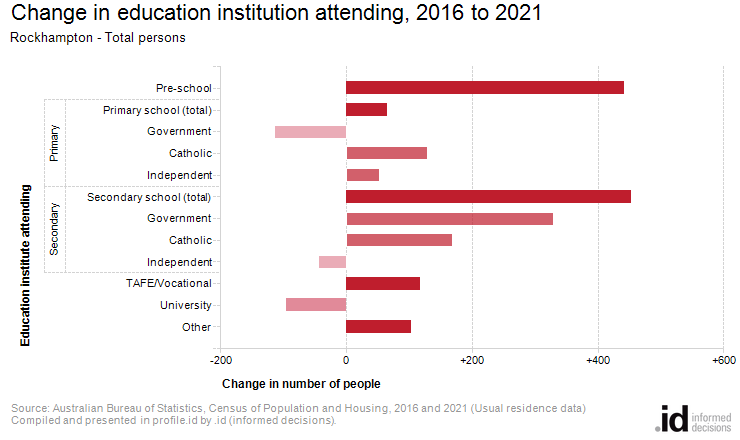 Change in education institution attending, 2016 to 2021
Rockhampton - Total persons
Education institute attending
Pre-school
Primary
Primary school (total)
Government
Catholic
Independent
Secondary
Secondary school (total)
Government
Catholic
Independent
TAFE/Vocational
University
Other
-200 0 +200 +400 +600
Change in number of people
Source: Australian Bureau of Statistics, Census of Population and Housing, 2016 and 2021 (Usual residence data)
Compiled and presented in profile.id by .id (informed decisions).
.id informed
decisions